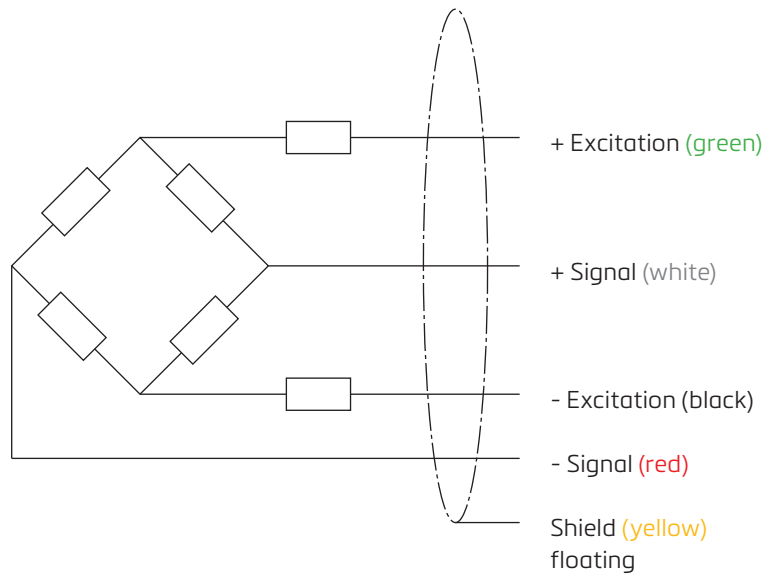 + Excitation (green)
+ Signal (white)
- Excitation (black)
- Signal (red)
Shield (yellow)
floating